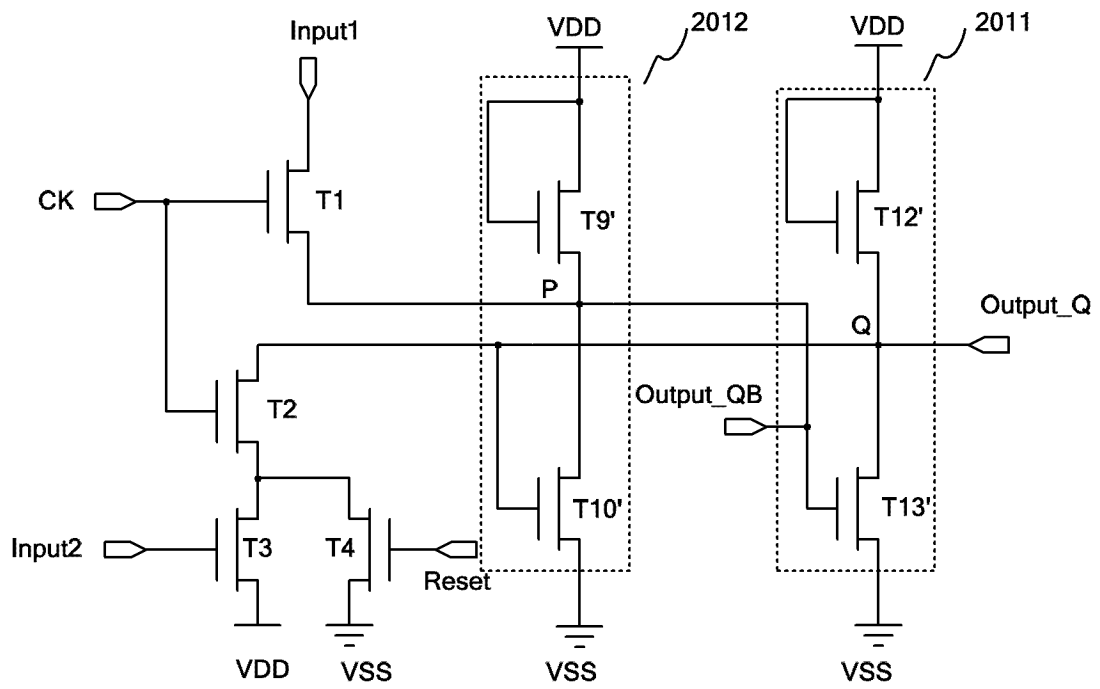 Input1
VDD
2012
VDD
2011
CK
T1
T9'
T12'
P
Q
Output_Q
T2
Output_QB
T10'
T13'
Input2
T3
T4
Reset
VDD
VSS
VSS
VSS